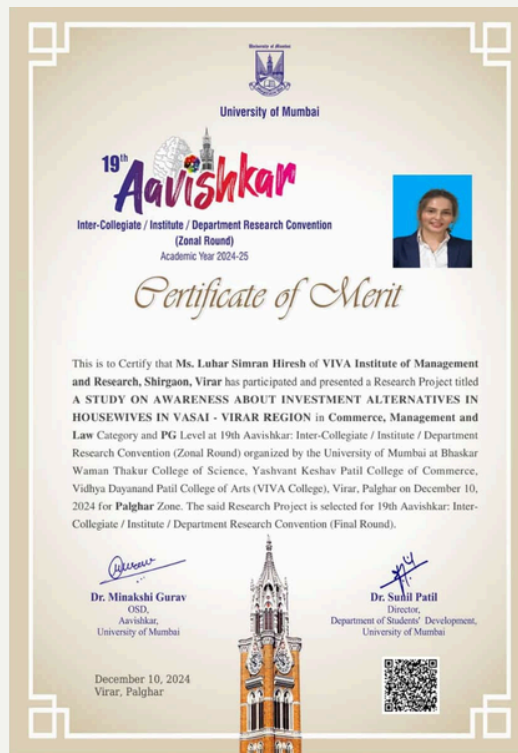 University of Mumbai
University of Mumbai
19th
Aavishkar
Inter-Collegiate / Institute / Department Research Convention
(Zonal Round)
Academic Year 2024-25
Certificate of Merit
This is to Certify that Ms. Luhar Simran Hiresh of VIVA Institute of Management
and Research, Shirgaon, Virar has participated and presented a Research Project titled
A STUDY ON AWARENESS ABOUT INVESTMENT ALTERNATIVES IN
HOUSEWIVES IN VASAI - VIRAR REGION in Commerce, Management and
Law Category and PG Level at 19th Aavishkar: Inter-Collegiate / Institute / Department
Research Convention (Zonal Round) organized by the University of Mumbai at Bhaskar
Waman Thakur College of Science, Yashvant Keshav Patil College of Commerce,
Vidhya Dayanand Patil College of Arts (VIVA College), Virar, Palghar on December 10,
2024 for Palghar Zone. The said Research Project is selected for 19th Aavishkar: Inter-
Collegiate / Institute / Department Research Convention (Final Round).
Dr. Minakshi Gurav
OSD,
Aavishkar,
University of Mumbai
Dr. Sunil Patil
Director,
Department of Students' Development,
University of Mumbai
December 10, 2024
Virar, Palghar